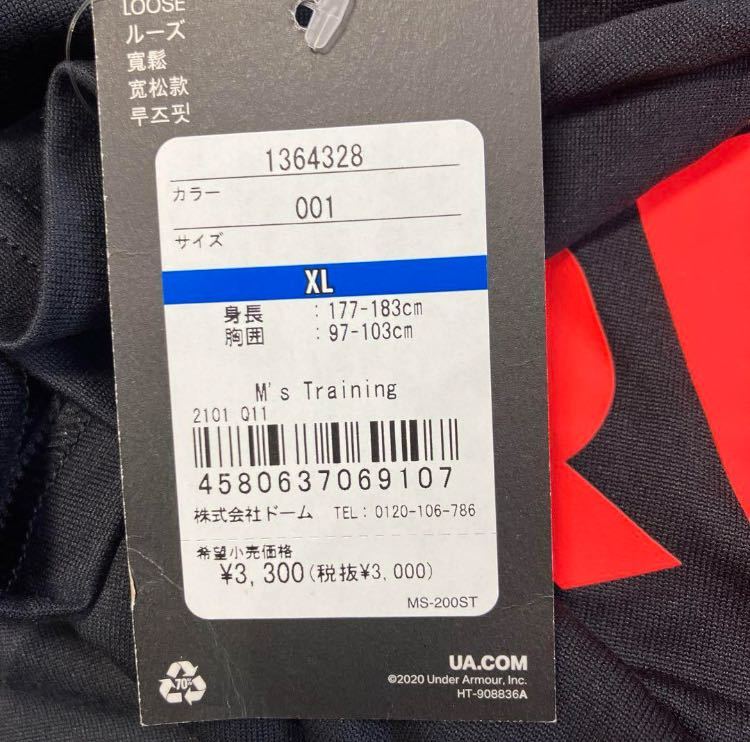 LOOSE
ルーズ
寬鬆
宽松款
루즈핏
1364328
カラー
001
サイズ
XL
身長 : 177-183cm
胸囲 : 97-103cm
M's Training
2101 Q11
4580637069107
株式会社ドーム TEL: 0120-106-786
希望小売価格
¥3,300(税抜¥3,000)
MS-200ST
70%
UA.COM
©2020 Under Armour, Inc.
HT-908836A